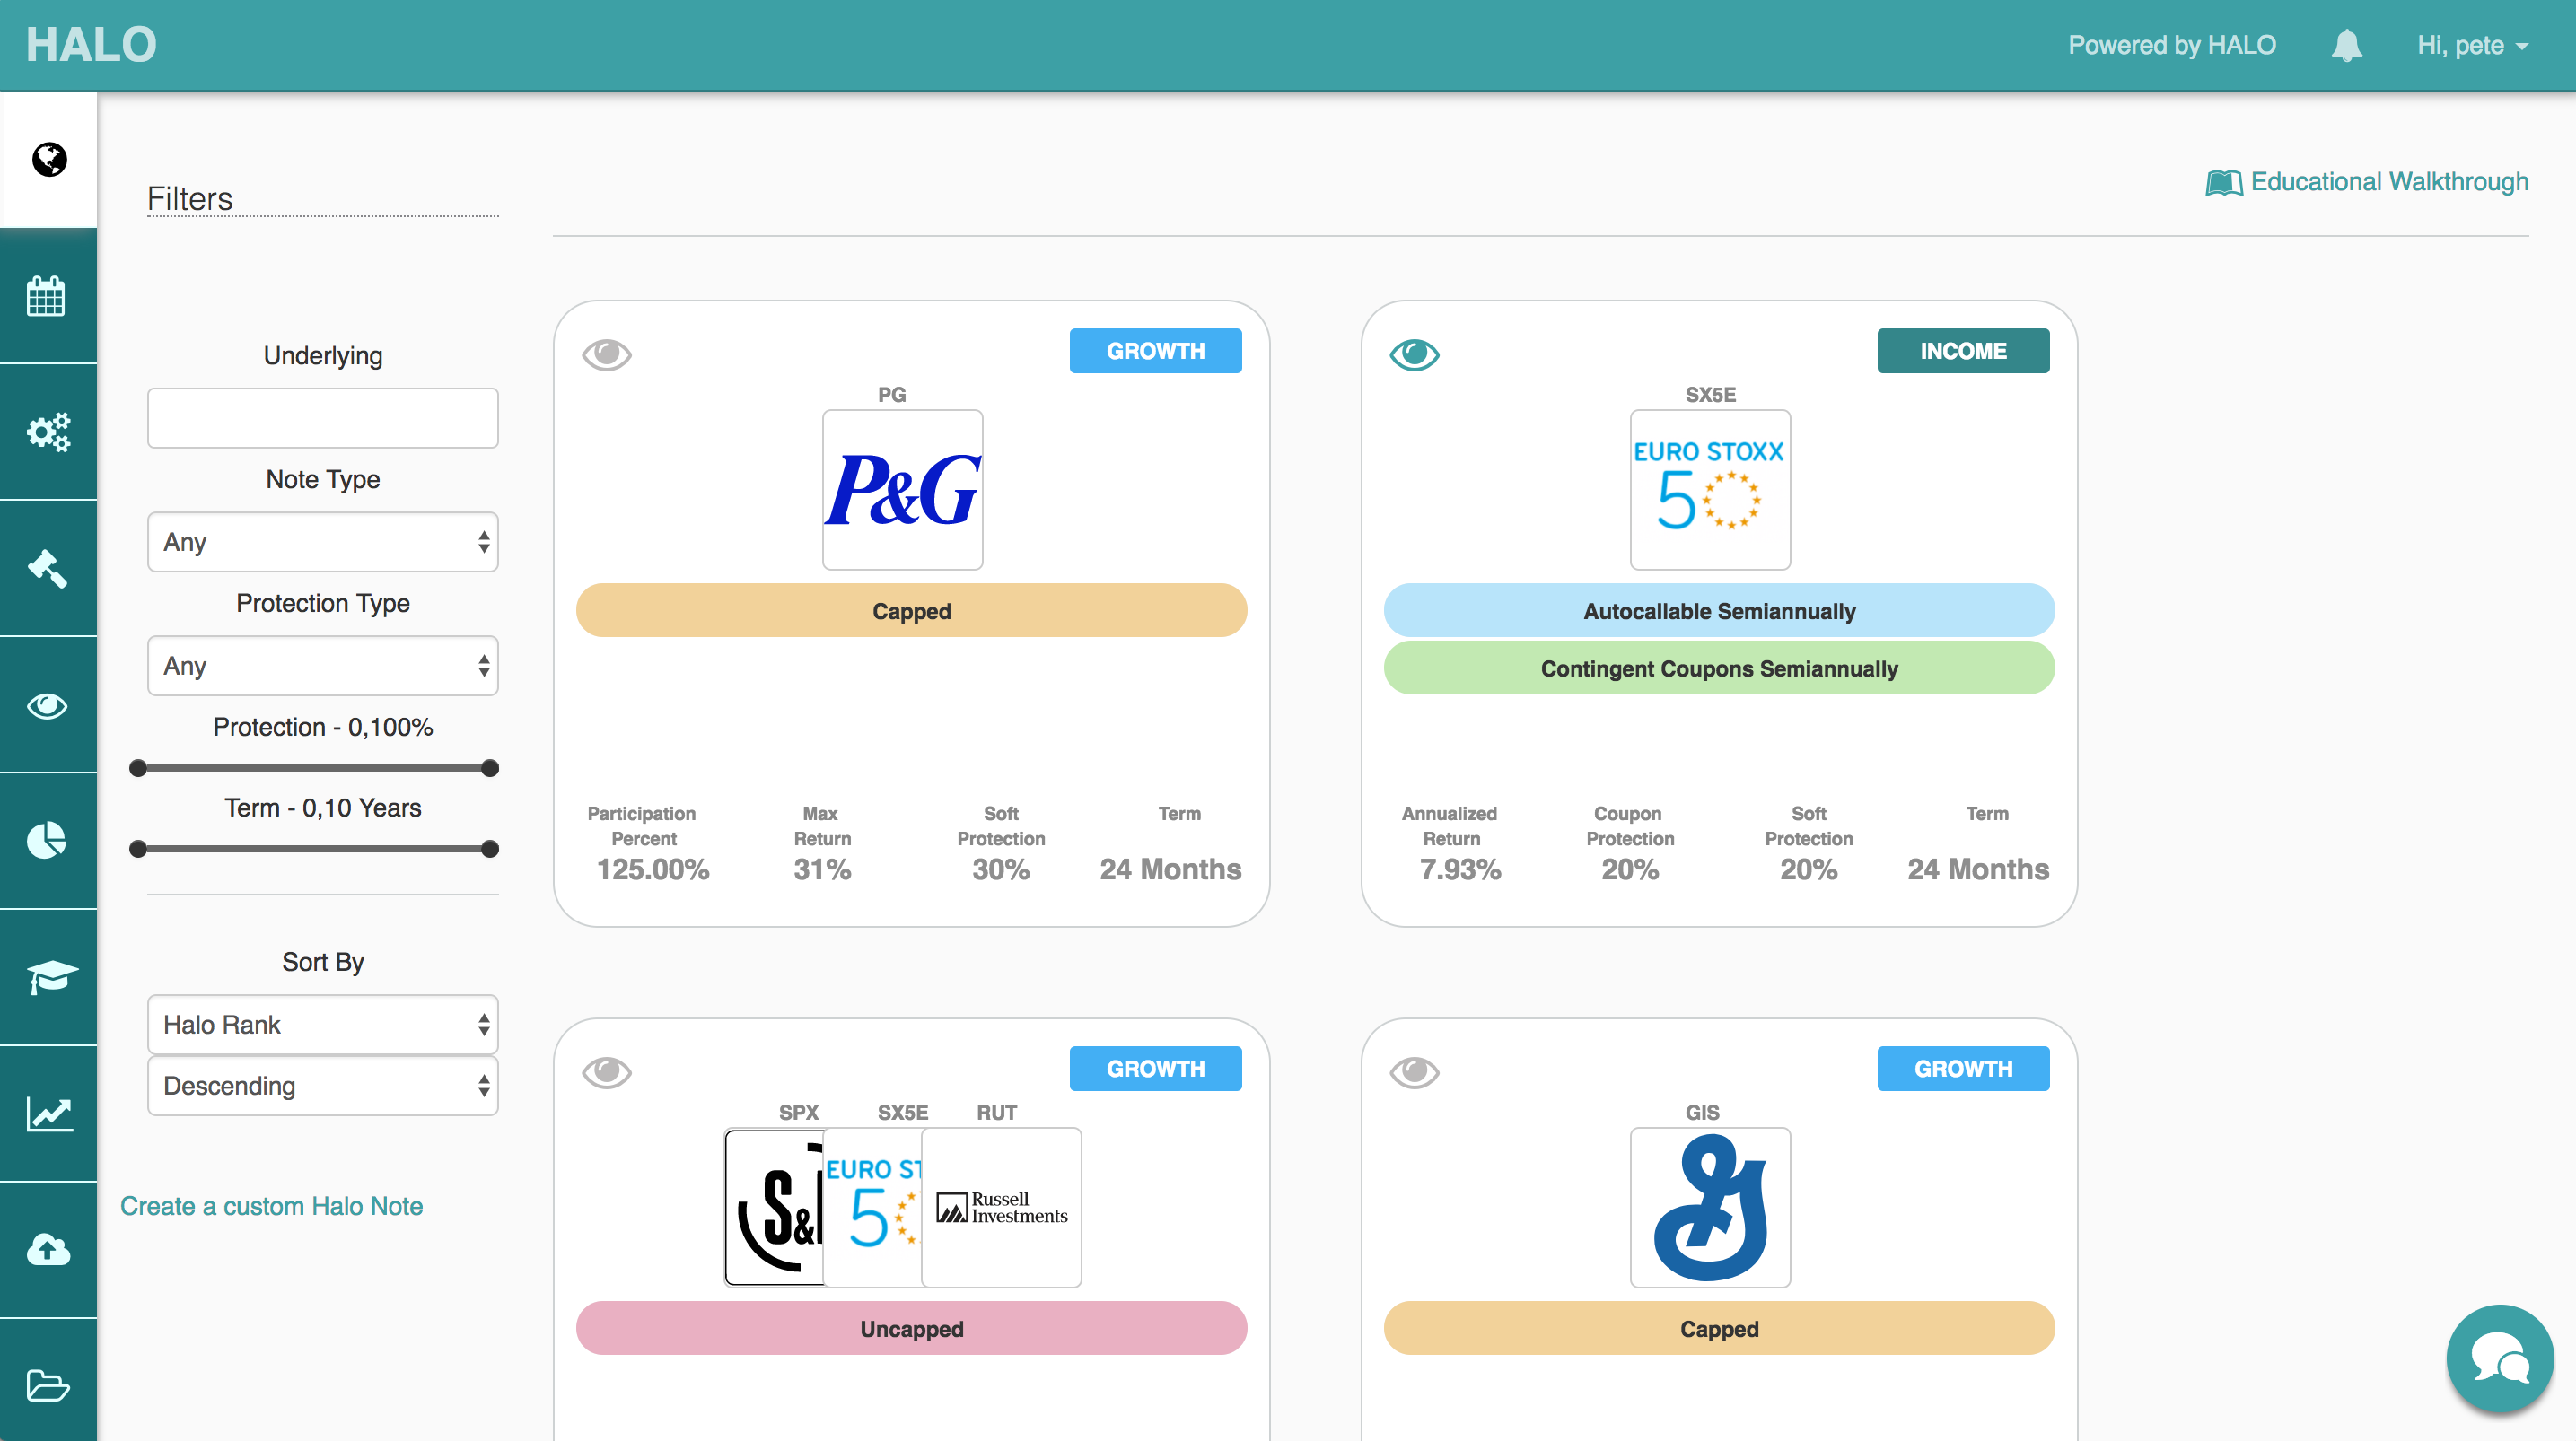 HALO
Powered by HALO
Hi, pete
Filters
Educational Walkthrough
Underlying
Note Type
Any
Protection Type
Any
Protection - 0,100%
Term - 0,10 Years
Sort By
Halo Rank
Descending
Create a custom Halo Note
GROWTH
PG
P&G
Capped
Participation Percent
Max Return
Soft Protection
Term
125.00%
31%
30%
24 Months
INCOME
SX5E
EURO STOXX
50
Autocallable Semiannually
Contingent Coupons Semiannually
Annualized Return
Coupon Protection
Soft Protection
Term
7.93%
20%
20%
24 Months
GROWTH
SPX SX5E RUT
S&
EURO ST
50
Russell
Investments
Uncapped
GROWTH
GIS
G
Capped